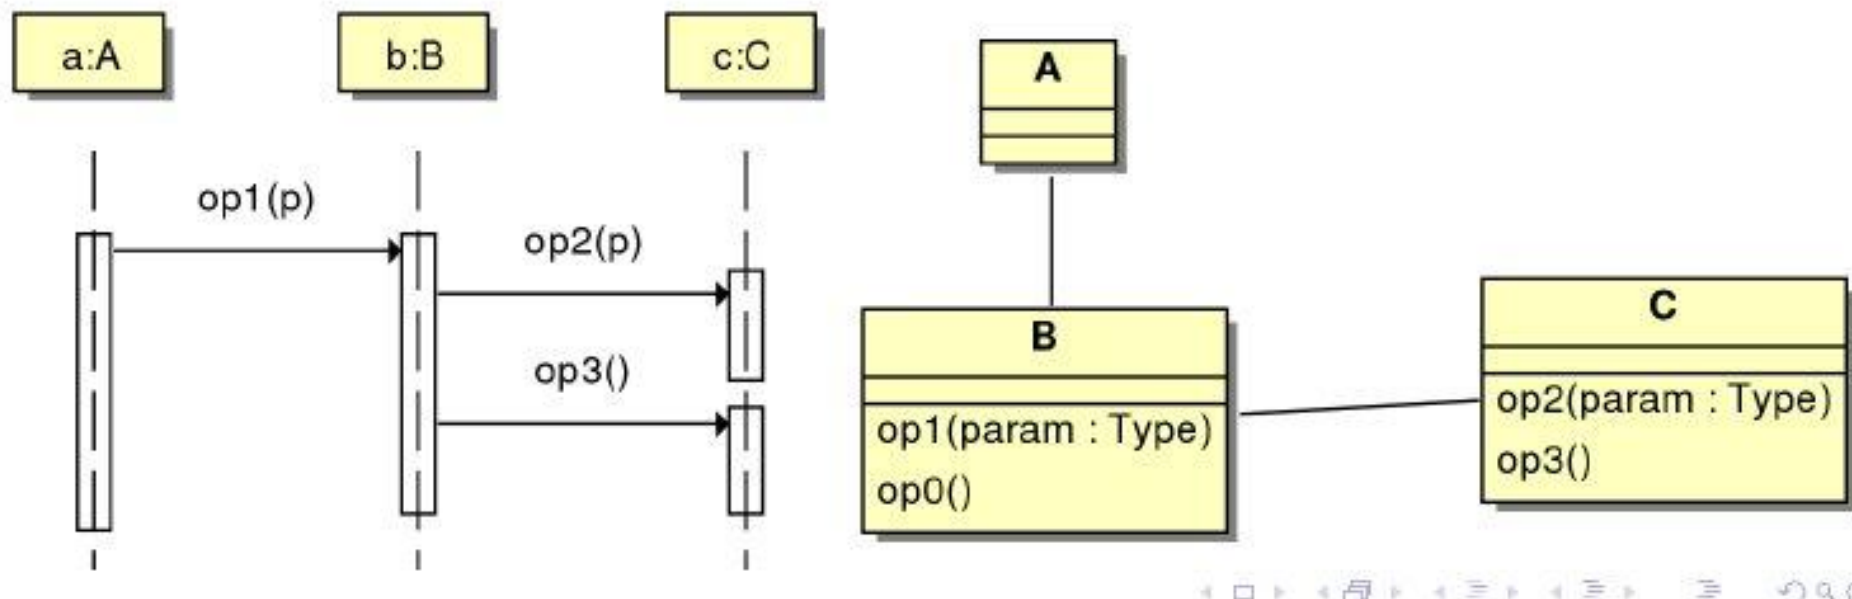 a:A
b:B
c:C
op1(p)
op2(p)
op3()
A
B
op1(param : Type)
op0()
C
op2(param : Type)
op3()